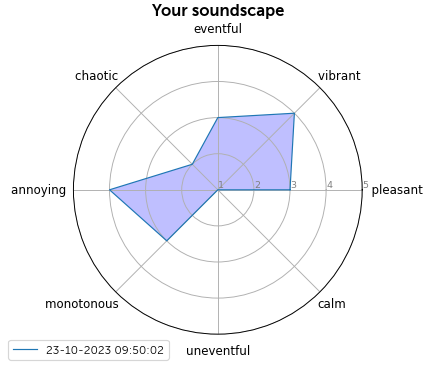 Your soundscape
eventful
chaotic
vibrant
annoying
1
2
3
4
5
pleasant
monotonous
calm
uneventful
23-10-2023 09:50:02